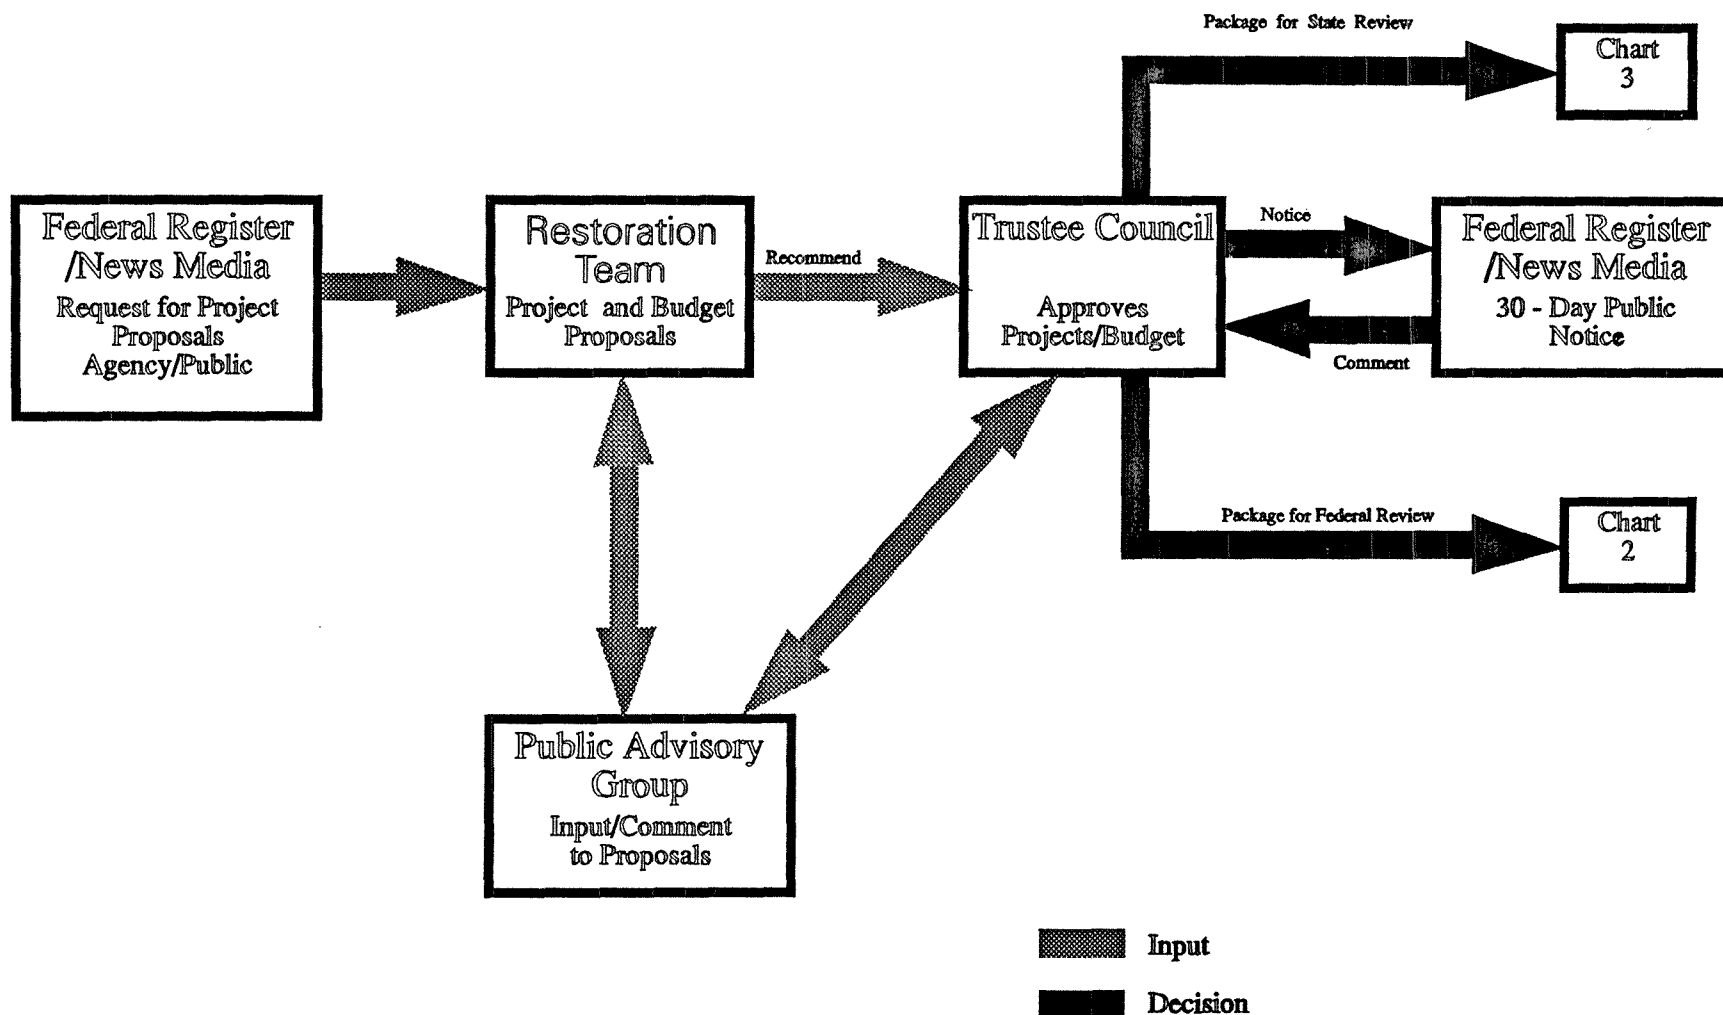 Package for State Review
Chart
3
Federal Register
/News Media
Request for Project
Proposals
Agency/Public
Restoration
Team
Project and Budget
Proposals
Recommend
Trustee Council
Approves
Projects/Budget
Notice
Comment
Federal Register
/News Media
30 - Day Public
Notice
Package for Federal Review
Chart
2
Public Advisory
Group
Input/Comment
to Proposals
Input
Decision